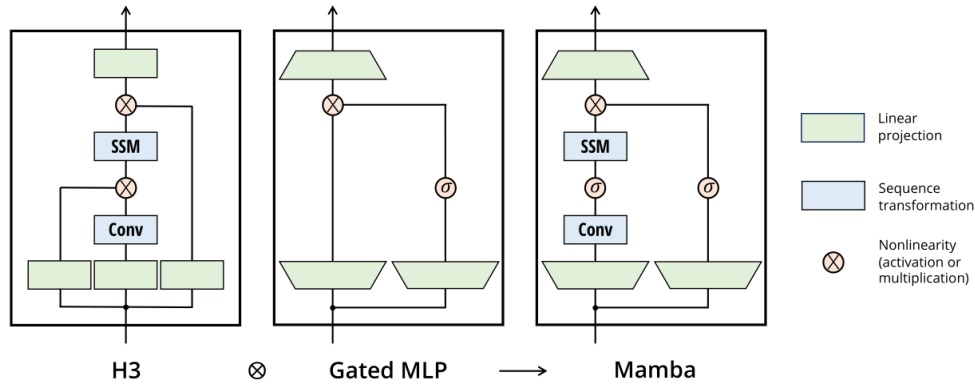 SSM
Conv
σ
SSM
σ
Conv
σ
Linear
projection
Sequence
transformation
Nonlinearity
(activation or
multiplication)
H3 ⊗ Gated MLP ⟶ Mamba